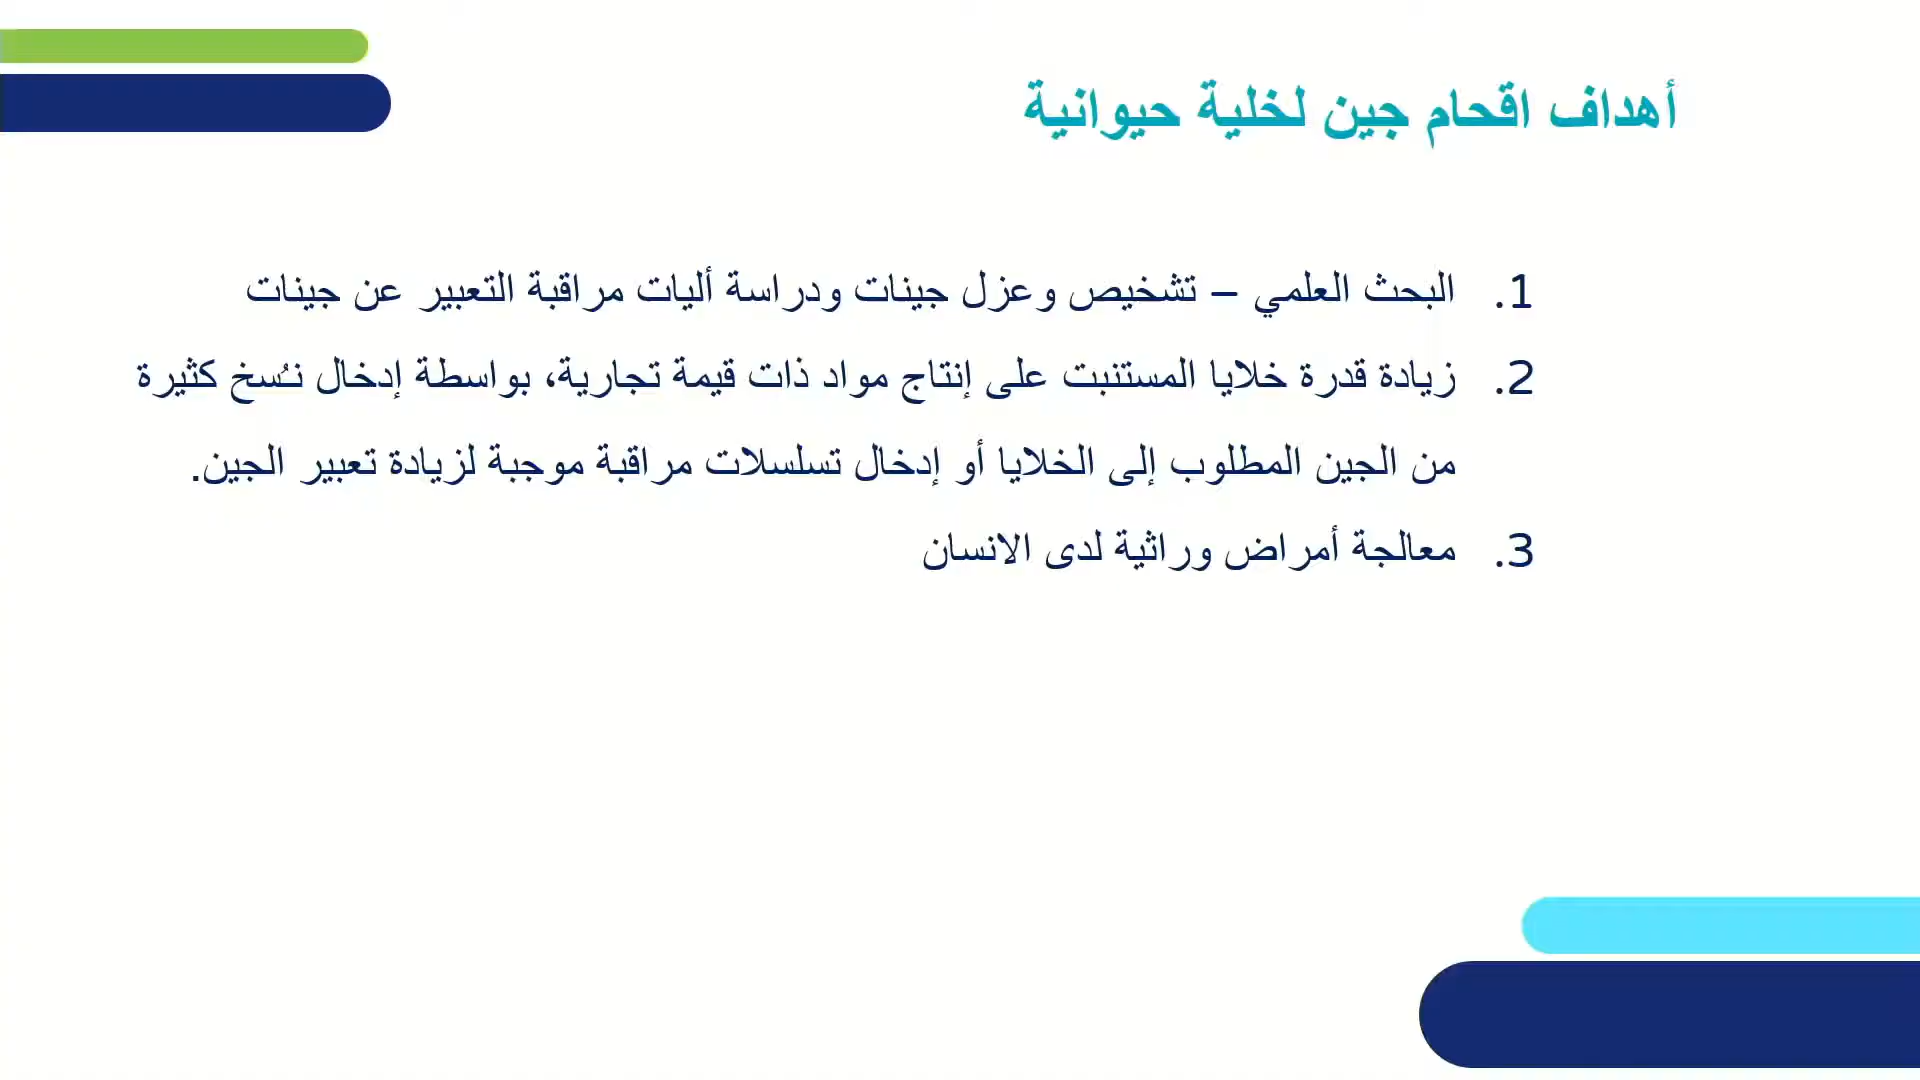 أهداف اقحام جين لخلية حيوانية
1. البحث العلمي – تشخيص وعزل جينات ودراسة أليات مراقبة التعبير عن جينات
2. زيادة قدرة خلايا المستنبت على إنتاج مواد ذات قيمة تجارية، بواسطة إدخال نُسخ كثيرة
من الجين المطلوب إلى الخلايا أو إدخال تسلسلات مراقبة موجبة لزيادة تعبير الجين.
3. معالجة أمراض وراثية لدى الانسان